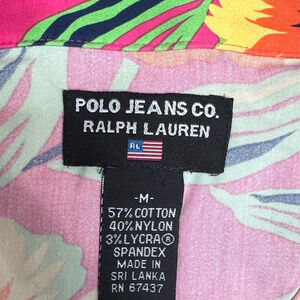 POLO JEANS CO.
RALPH LAUREN
RL
-M-
57% COTTON
40% NYLON
3% LYCRA®
SPANDEX
MADE IN
SRI LANKA
RN 67437